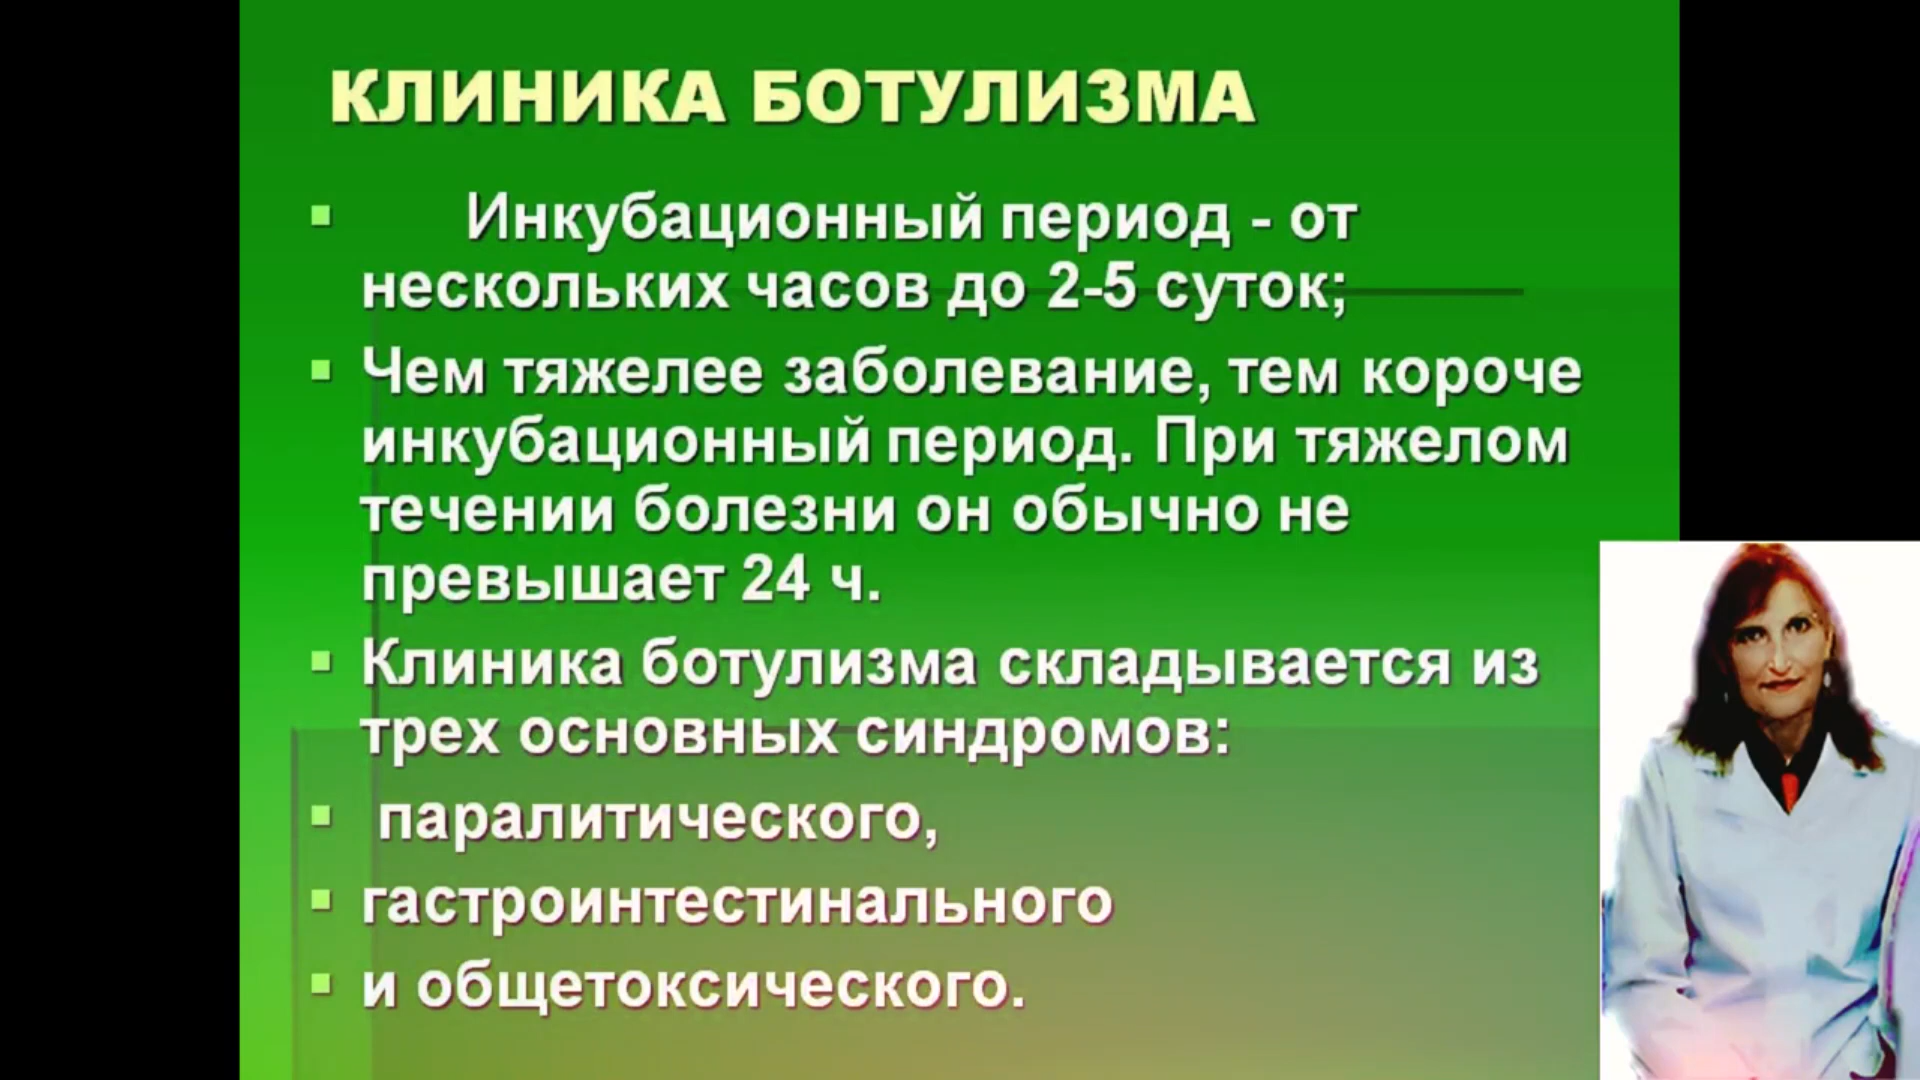 КЛИНИКА БОТУЛИЗМА
Инкубационный период - от
нескольких часов до 2-5 суток;
Чем тяжелее заболевание, тем короче
инкубационный период. При тяжелом
течении болезни он обычно не
превышает 24 ч.
Клиника ботулизма складывается из
трех основных синдромов:
паралитического,
гастроинтестинального
и общетоксического.